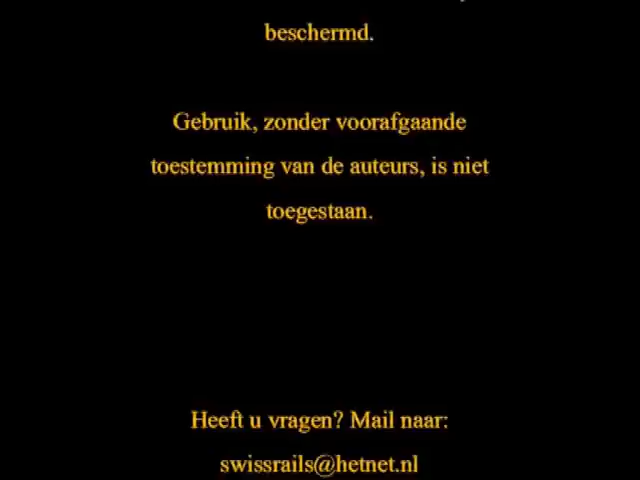 beschermd.
Gebruik, zonder voorafgaande
toestemming van de auteurs, is niet
toegestaan.
Heeft u vragen? Mail naar:
swissrails@hetnet.nl